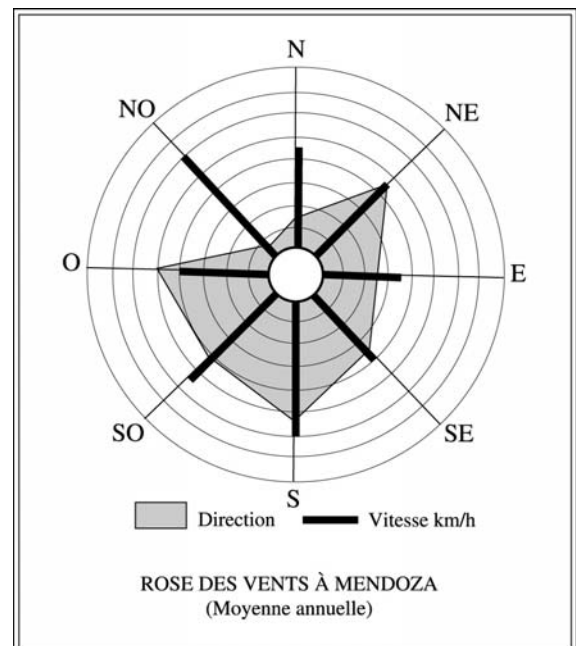 N
NO
NE
O
E
SO
SE
S
Direction
Vitesse km/h
ROSE DES VENTS À MENDOZA
(Moyenne annuelle)